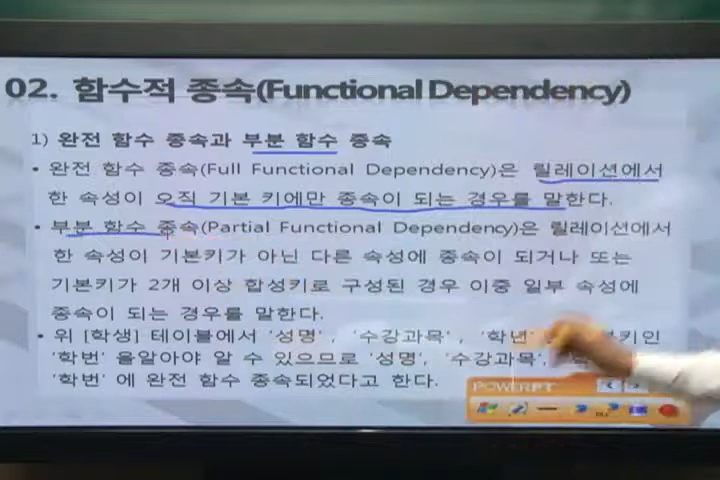 02. 함수적 종속(Functional Dependency)
1) 완전 함수 종속과 부분 함수 종속
• 완전 함수 종속(Full Functional Dependency)은 릴레이션에서
한 속성이 오직 기본 키에만 종속이 되는 경우를 말한다.
• 부분 함수 종속(Partial Functional Dependency)은 릴레이션에서
한 속성이 기본키가 아닌 다른 속성에 종속이 되거나 또는
기본키가 2개 이상 합성키로 구성된 경우 이중 일부 속성에
종속이 되는 경우를 말한다.
• 위 [학생] 테이블에서 '성명', '수강과목', '학년'
'학번' 을알아야 알 수 있으므로 '성명', '수강과목',
'학번' 에 완전 함수 종속되었다고 한다.
POWERPT